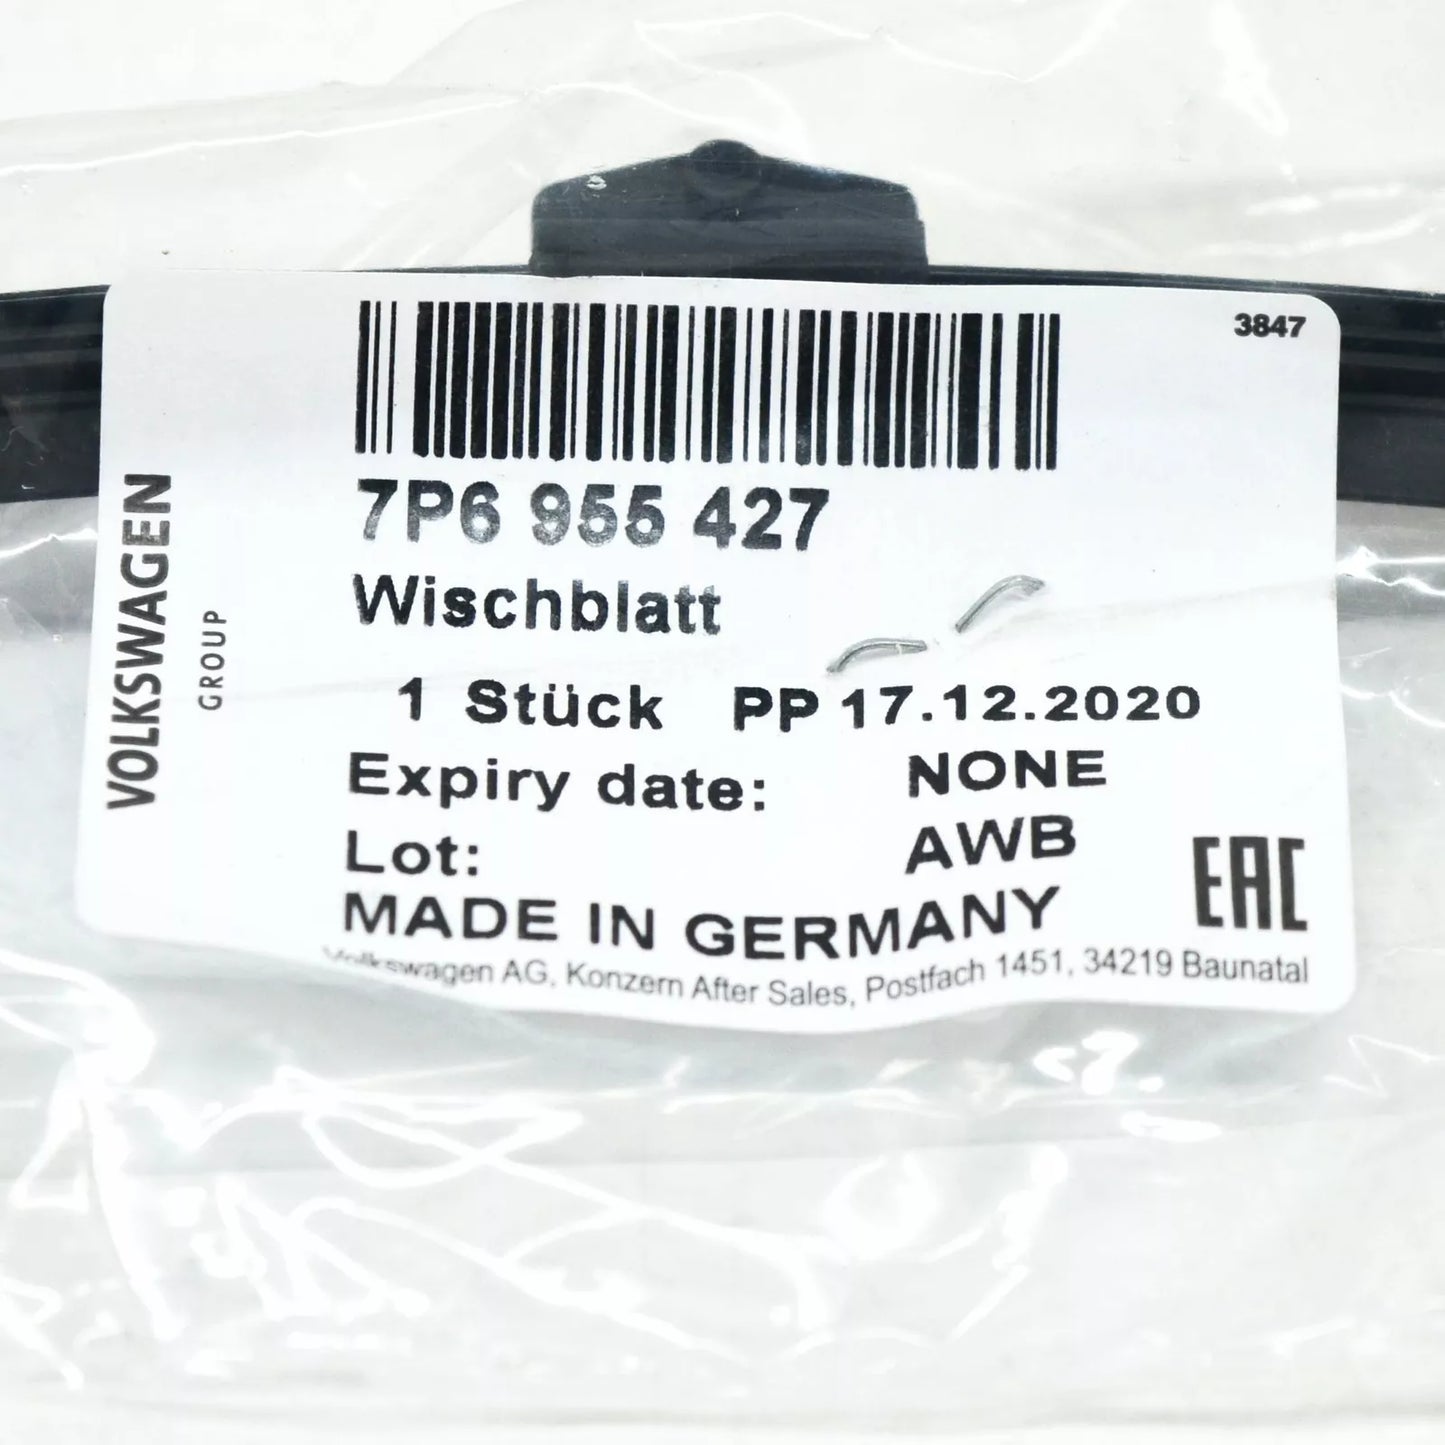 3847
7P6 955 427
Wischblatt
1 Stück PP 17.12.2020
Expiry date: NONE
Lot: AWB
MADE IN GERMANY
EAC
Volkswagen AG, Konzern After Sales, Postfach 1451, 34219 Baunatal
VOLKSWAGEN
GROUP